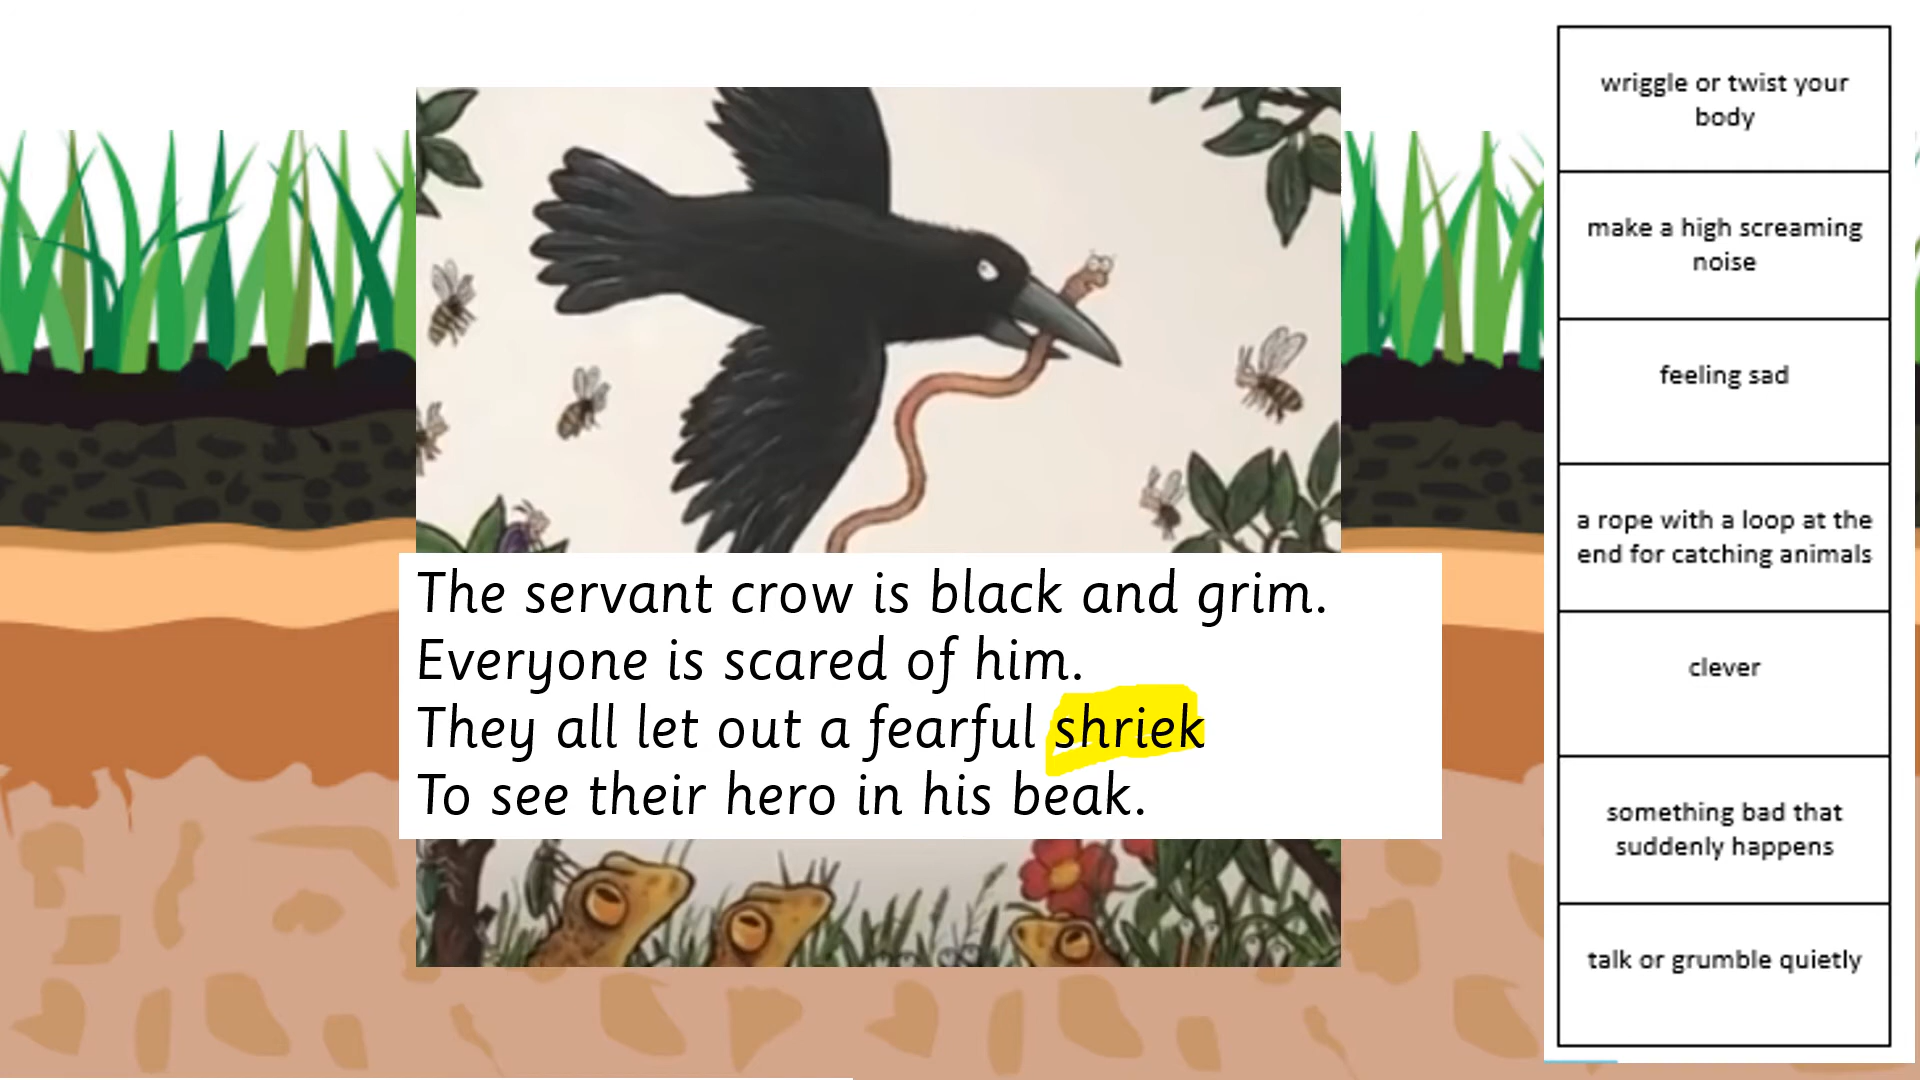 The servant crow is black and grim.
Everyone is scared of him.
They all let out a fearful shriek
To see their hero in his beak.
wriggle or twist your
body
make a high screaming
noise
feeling sad
a rope with a loop at the
end for catching animals
clever
something bad that
suddenly happens
talk or grumble quietly